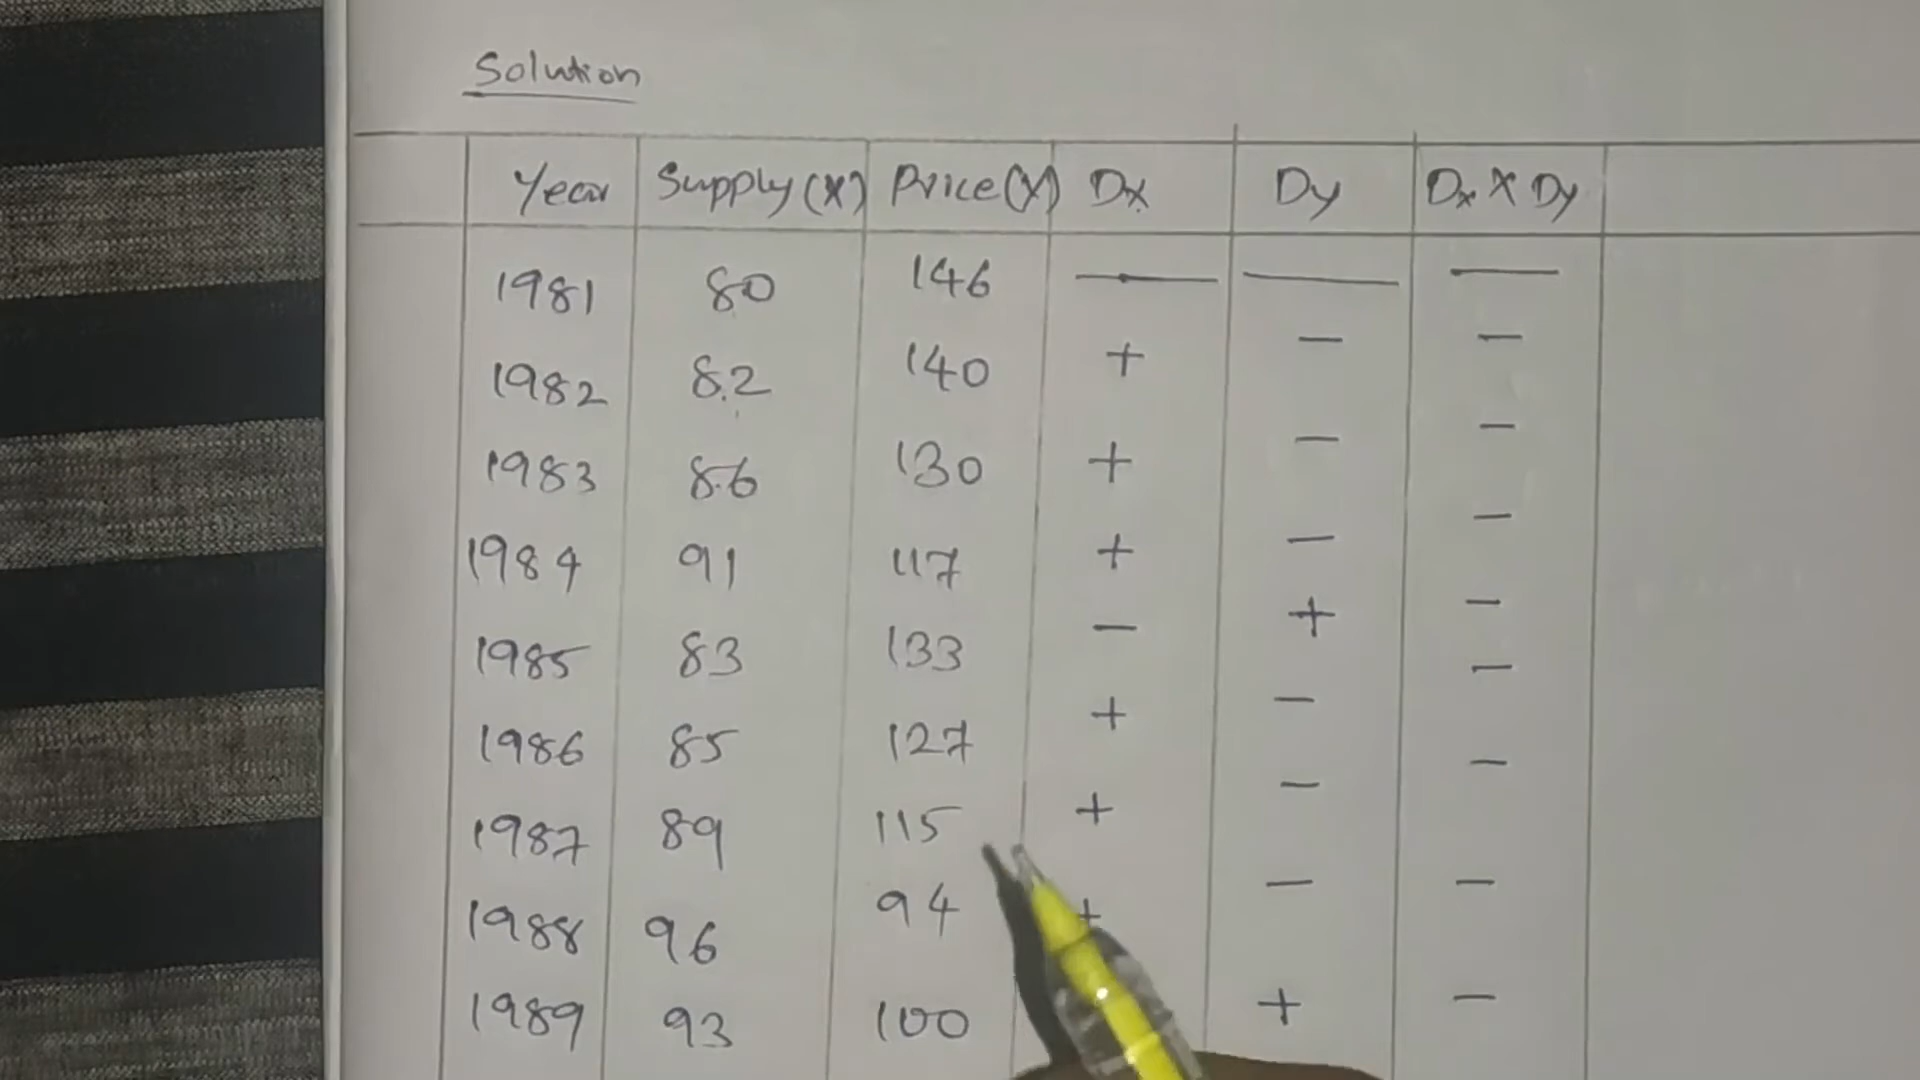 Solution
Year Supply(X) Price(Y) Dx Dy Dx X Dy
1981 80 146 — — —
1982 82 140 + - -
1983 86 130 + - -
1984 91 117 + - -
1985 83 133 - + -
1986 85 127 + - -
1987 89 115 + - -
1988 96 94 + - -
1989 93 100 + -